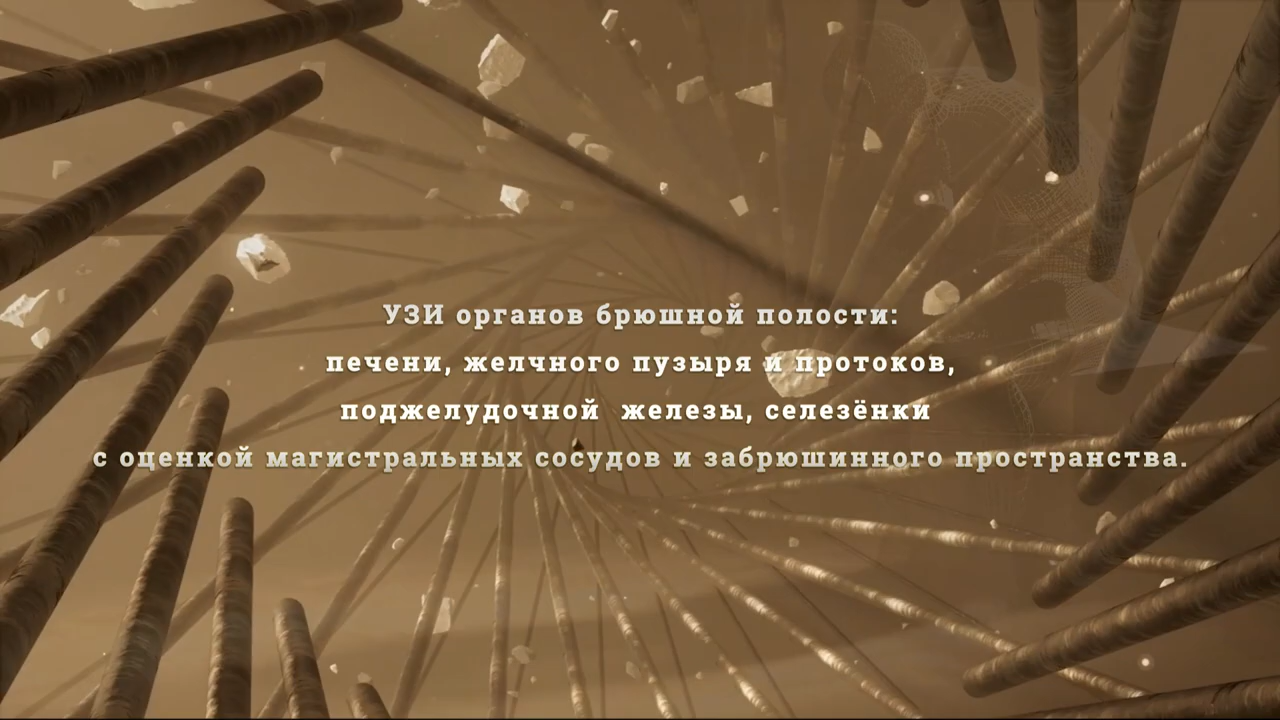 УЗИ органов брюшной полости:
печени, желчного пузыря и протоков,
поджелудочной  железы, селезёнки
с оценкой магистральных сосудов и забрюшинного пространства.